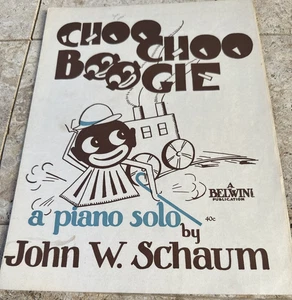 CHOO CHOO
BOOGIE
A
BELWIN
PUBLICATION
a piano solo
40c
by
John W. Schaum